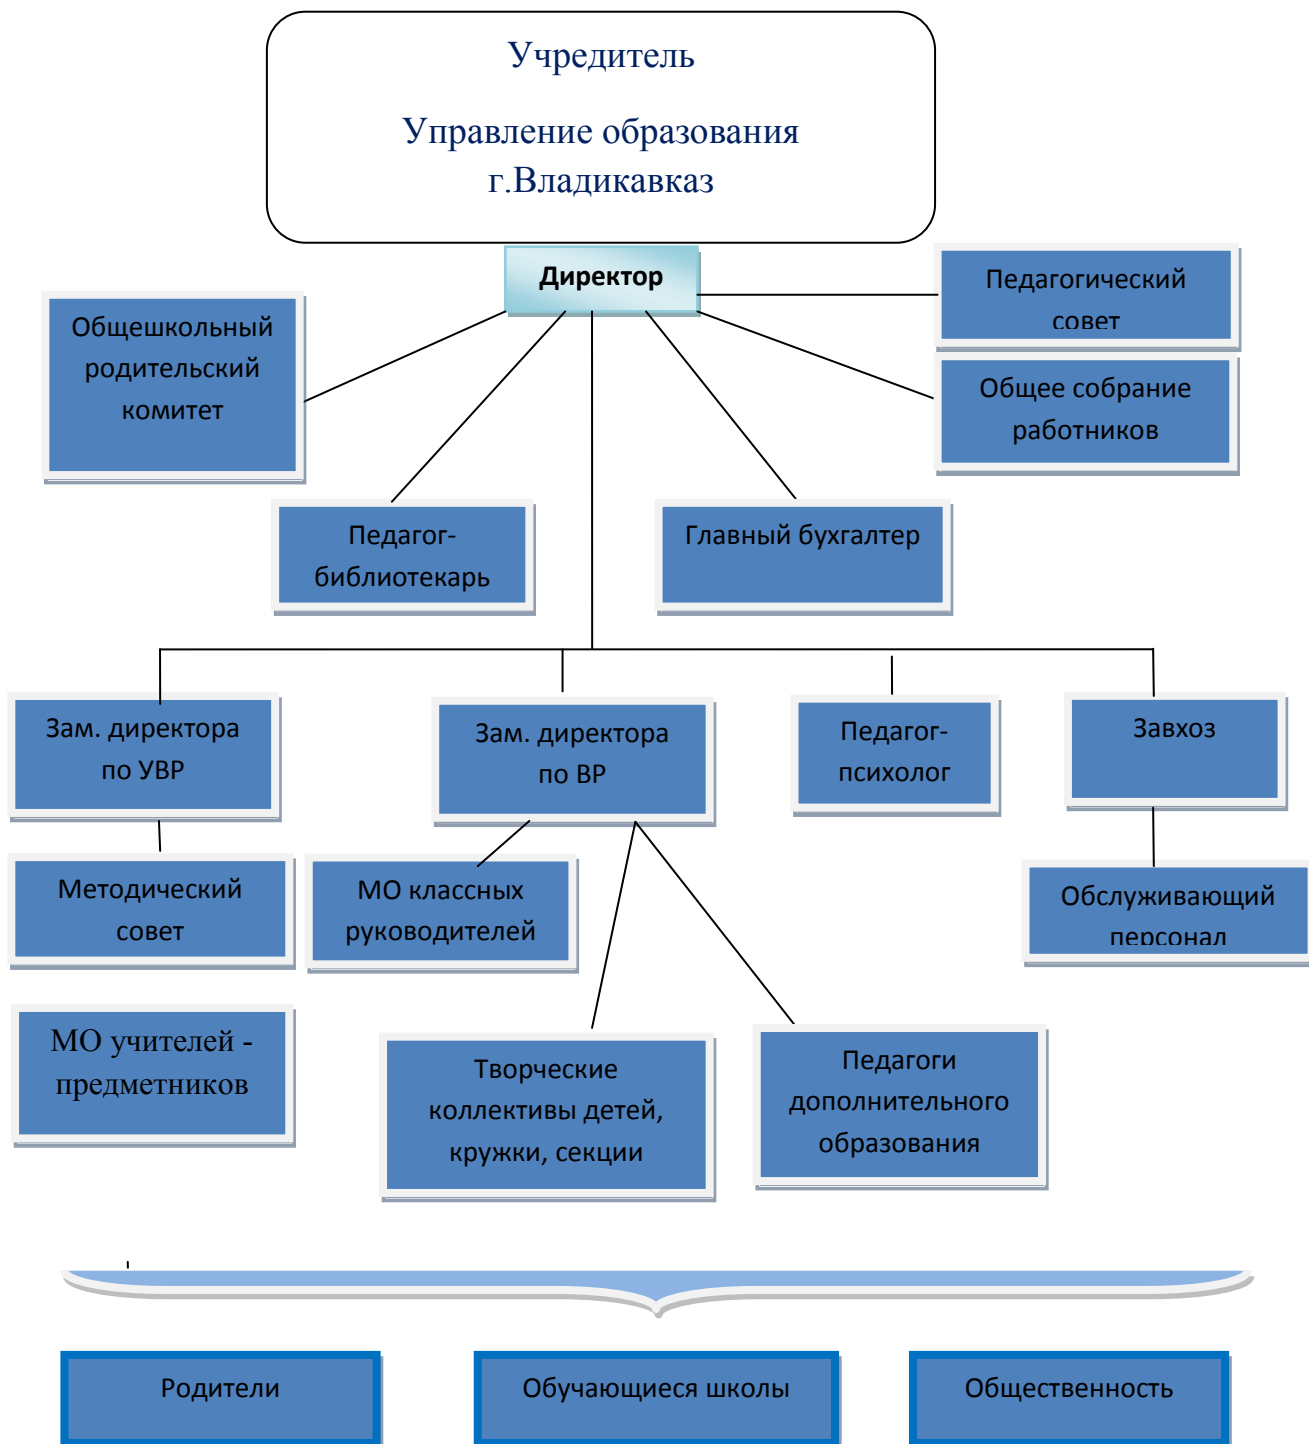 Учредитель
Управление образования
г.Владикавказ
Директор
Педагогический
совет
Общешкольный
родительский
комитет
Общее собрание
работников
Педагог-
библиотекарь
Главный бухгалтер
Зам. директора
по УВР
Зам. директора
по ВР
Педагог-
психолог
Завхоз
Методический
совет
МО классных
руководителей
Обслуживающий
персонал
МО учителей -
предметников
Творческие
коллективы детей,
кружки, секции
Педагоги
дополнительного
образования
Родители
Обучающиеся школы
Общественность